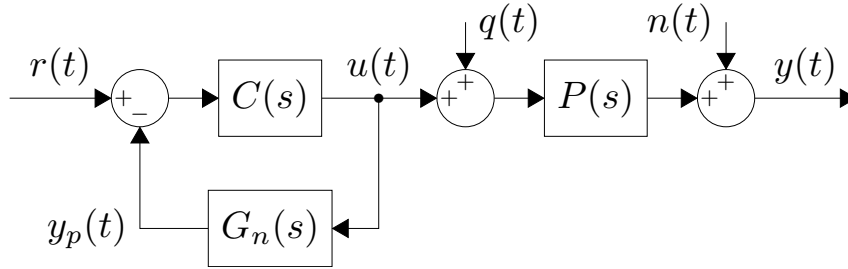 q(t) n(t)
r(t) u(t) y(t)
+ − C(s) + + P(s) + +
y_p(t) G_n(s)